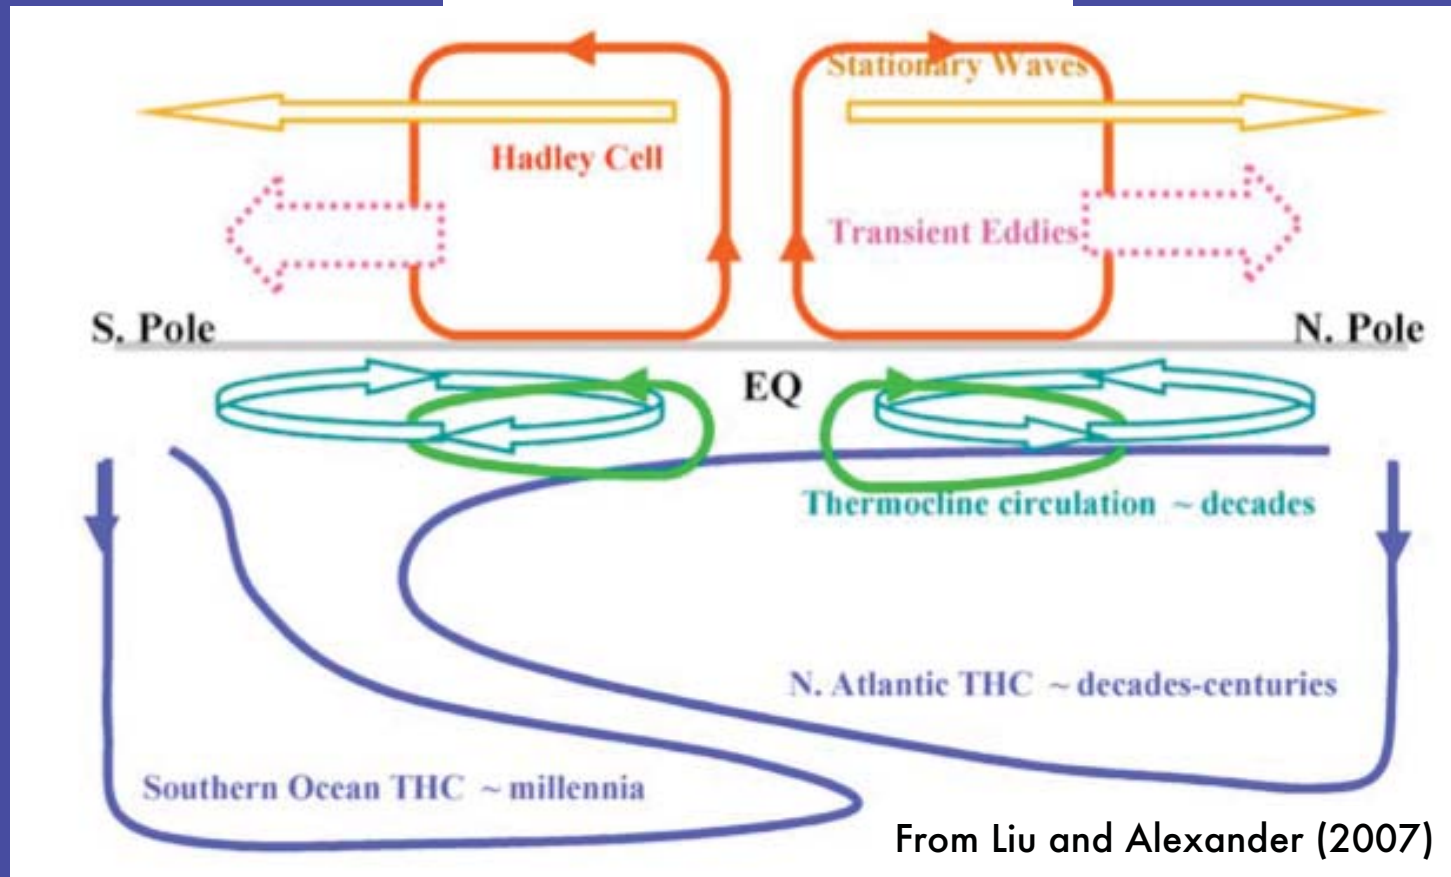 Stationary Waves
Hadley Cell
Transient Eddies
S. Pole
N. Pole
EQ
Thermocline circulation ~ decades
N. Atlantic THC ~ decades-centuries
Southern Ocean THC ~ millennia
From Liu and Alexander (2007)